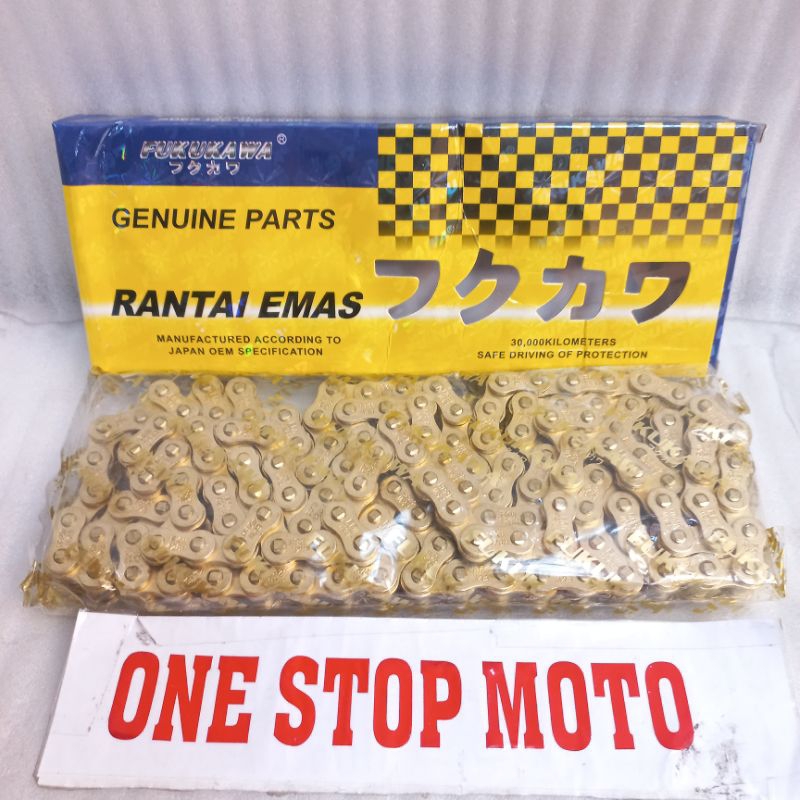 FUKUKAWA®
フクカワ
GENUINE PARTS
RANTAI EMAS
フクカワ
MANUFACTURED ACCORDING TO
JAPAN OEM SPECIFICATION
30,000KILOMETERS
SAFE DRIVING OF PROTECTION
ONE STOP MOTO